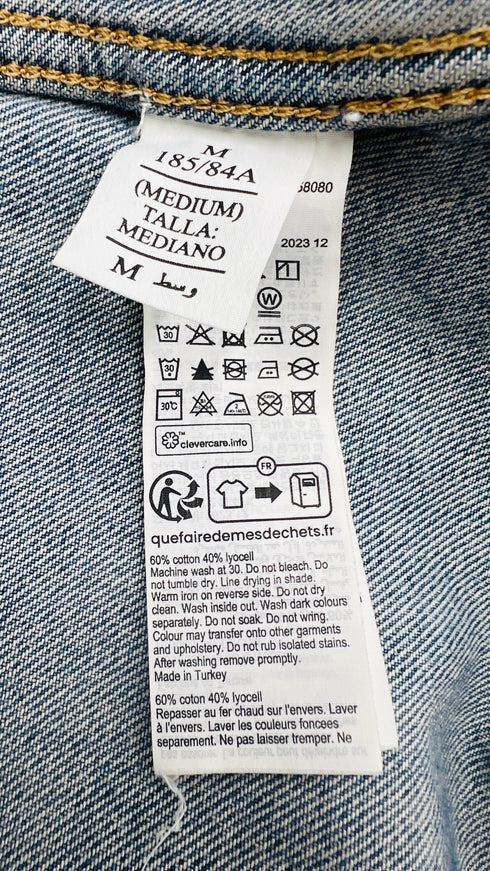 M
185/84A
(MEDIUM)
TALLA:
MEDIANO
M وسط
68080
2023 12
W
30
30
30°C
clevercare.info
FR
quefairedemesdechets.fr
60% cotton 40% lyocell
Machine wash at 30. Do not bleach. Do
not tumble dry. Line drying in shade.
Warm iron on reverse side. Do not dry
clean. Wash inside out. Wash dark colours
separately. Do not soak. Do not wring.
Colour may transfer onto other garments
and upholstery. Do not rub isolated stains.
After washing remove promptly.
Made in Turkey
60% coton 40% lyocell
Repasser au fer chaud sur l'envers. Laver
à l'envers. Laver les couleurs foncees
separement. Ne pas laisser tremper. Ne